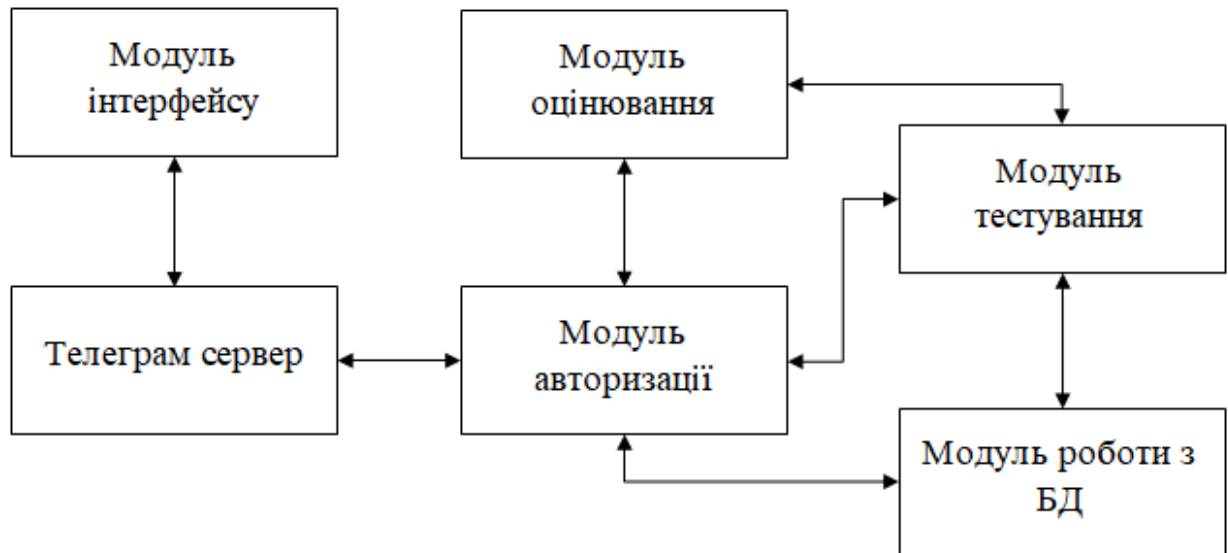 Модуль
інтерфейсу
Модуль
оцінювання
Модуль
тестування
Телеграм сервер
Модуль
авторизації
Модуль роботи з
БД